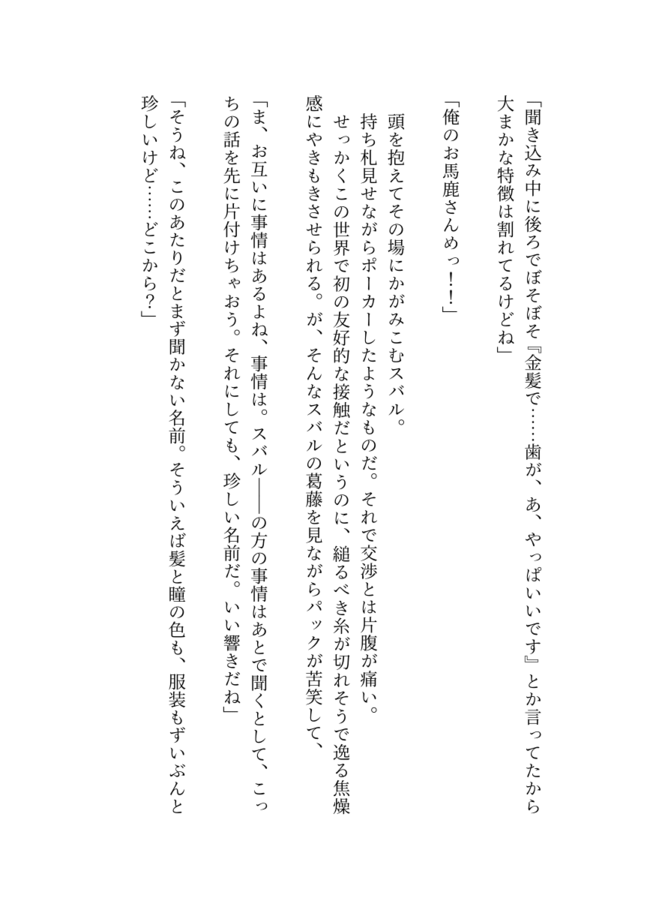 「聞き込み中に後ろでぼそぼそ『金髪で……歯が、あ、やっぱいいです』とか言ってたから
大まかな特徴は割れてるけどね」
「俺のお馬鹿さんめっ！！」
頭を抱えてその場にかがみこむスバル。
持ち札見せながらポーカーしたようなものだ。それで交渉とは片腹が痛い。
せっかくこの世界で初の友好的な接触だというのに、縋るべき糸が切れそうで逸る焦燥
感にやきもきさせられる。が、そんなスバルの葛藤を見ながらパックが苦笑して、
「ま、お互いに事情はあるよね、事情は。スバル――の方の事情はあとで聞くとして、こっ
ちの話を先に片付けちゃおう。それにしても、珍しい名前だ。いい響きだね」
「そうね、このあたりだとまず聞かない名前。そういえば髪と瞳の色も、服装もずいぶんと
珍しいけど……どこから？」